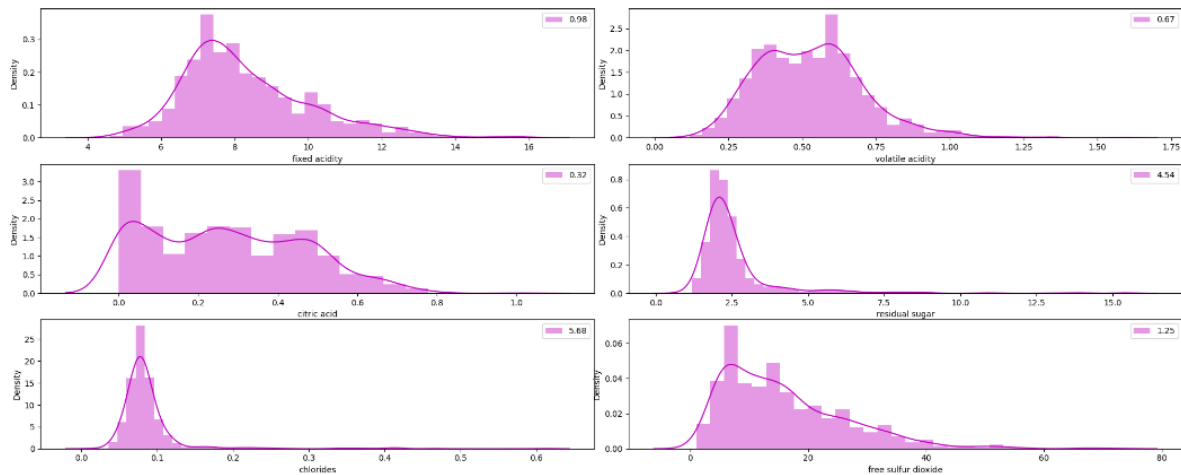 0.98
Density
0.3
0.2
0.1
0.0
4 6 8 10 12 14 16
fixed acidity
0.67
Density
2.5
2.0
1.5
1.0
0.5
0.0
0.00 0.25 0.50 0.75 1.00 1.25 1.50 1.75
volatile acidity
0.32
Density
3.0
2.5
2.0
1.5
1.0
0.5
0.0
0.0 0.2 0.4 0.6 0.8 1.0
citric acid
4.54
Density
0.8
0.6
0.4
0.2
0.0
0.0 2.5 5.0 7.5 10.0 12.5 15.0
residual sugar
5.68
Density
25
20
15
10
5
0
0.0 0.1 0.2 0.3 0.4 0.5 0.6
chlorides
1.25
Density
0.06
0.04
0.02
0.00
0 20 40 60 80
free sulfur dioxide